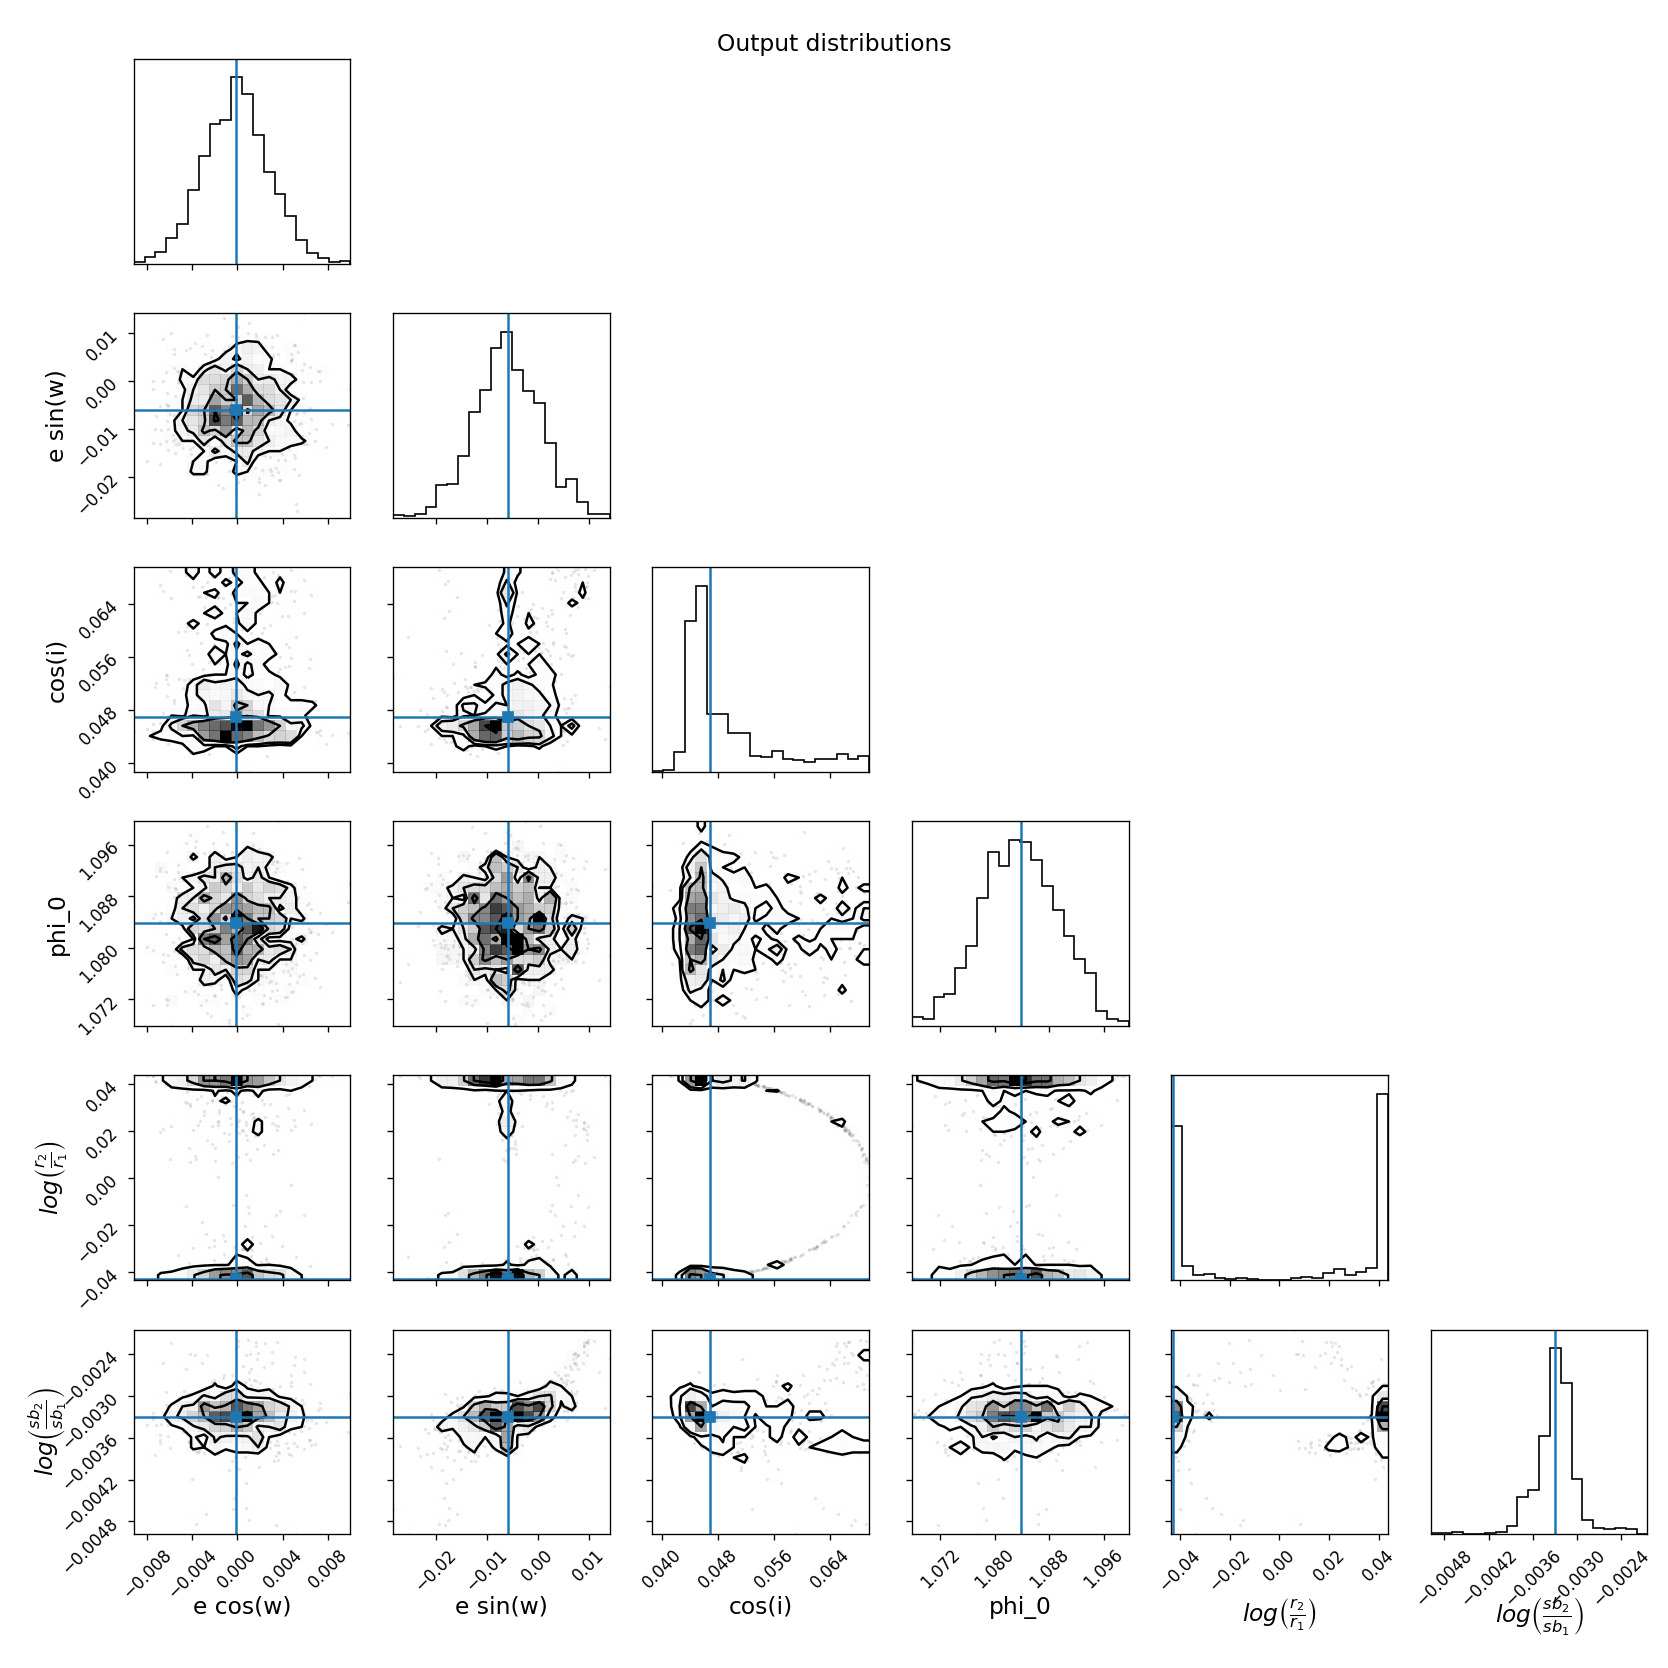 Output distributions
e sin(w)
0.01
0.00
−0.01
−0.02
cos(i)
0.064
0.056
0.048
0.040
phi_0
1.096
1.088
1.080
1.072
log(r₂/r₁)
0.04
0.02
0.00
−0.02
−0.04
log(sb₂/sb₁)
−0.0024
−0.0030
−0.0036
−0.0042
−0.0048
−0.008 −0.004 0.000 0.004 0.008
e cos(w)
−0.02 −0.01 0.00 0.01
e sin(w)
0.040 0.048 0.056 0.064
cos(i)
1.072 1.080 1.088 1.096
phi_0
−0.04 −0.02 0.00 0.02 0.04
log(r₂/r₁)
−0.0048 −0.0042 −0.0036 −0.0030 −0.0024
log(sb₂/sb₁)